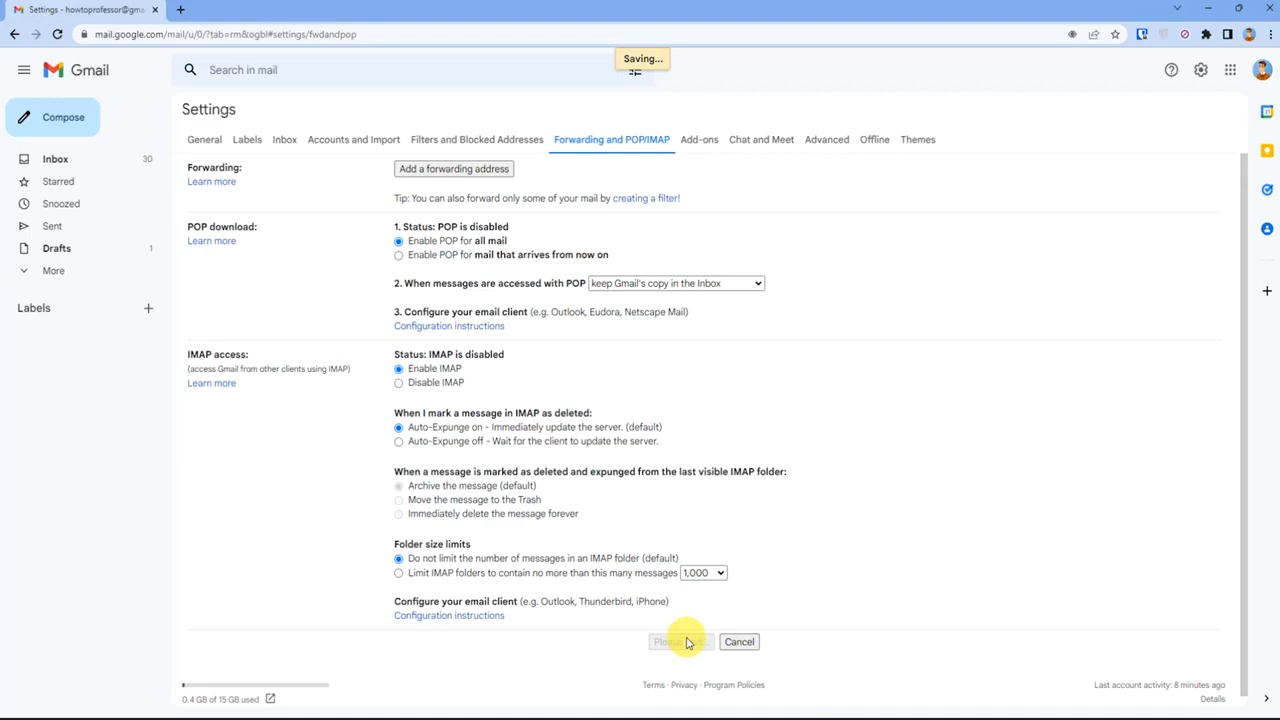 Settings - howtoprofessor@gma
mail.google.com/mail/u/0/?tab=rm&ogbl#settings/fwdandpop
Gmail
Search in mail
Saving...
Compose
Inbox 30
Starred
Snoozed
Sent
Drafts 1
More
Labels
Settings
General Labels Inbox Accounts and Import Filters and Blocked Addresses Forwarding and POP/IMAP Add-ons Chat and Meet Advanced Offline Themes
Forwarding:
Learn more
Add a forwarding address
Tip: You can also forward only some of your mail by creating a filter!
POP download:
Learn more
1. Status: POP is disabled
Enable POP for all mail
Enable POP for mail that arrives from now on
2. When messages are accessed with POP keep Gmail's copy in the Inbox
3. Configure your email client (e.g. Outlook, Eudora, Netscape Mail)
Configuration instructions
IMAP access:
(access Gmail from other clients using IMAP)
Learn more
Status: IMAP is disabled
Enable IMAP
Disable IMAP
When I mark a message in IMAP as deleted:
Auto-Expunge on - Immediately update the server. (default)
Auto-Expunge off - Wait for the client to update the server.
When a message is marked as deleted and expunged from the last visible IMAP folder:
Archive the message (default)
Move the message to the Trash
Immediately delete the message forever
Folder size limits
Do not limit the number of messages in an IMAP folder (default)
Limit IMAP folders to contain no more than this many messages 1,000
Configure your email client (e.g. Outlook, Thunderbird, iPhone)
Configuration instructions
Cancel
0.4 GB of 15 GB used
Terms · Privacy · Program Policies
Last account activity: 8 minutes ago
Details